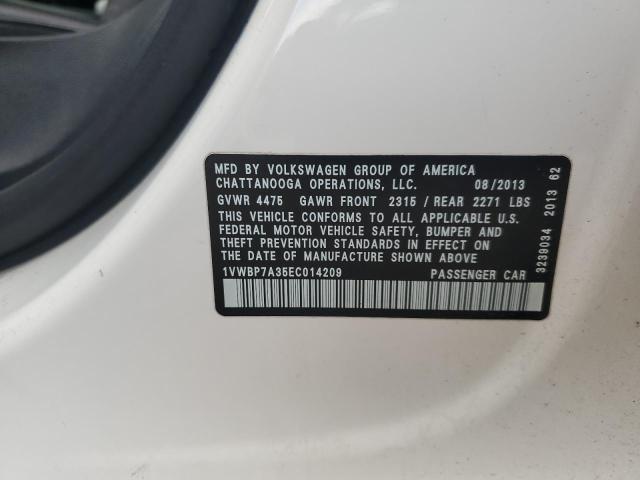 MFD BY VOLKSWAGEN GROUP OF AMERICA
CHATTANOOGA OPERATIONS, LLC. 08/2013
GVWR 4475 GAWR FRONT 2315 / REAR 2271 LBS
THIS VEHICLE CONFORMS TO ALL APPLICABLE U.S.
FEDERAL MOTOR VEHICLE SAFETY, BUMPER AND
THEFT PREVENTION STANDARDS IN EFFECT ON
THE DATE OF MANUFACTURE SHOWN ABOVE
1VWBP7A35EC014209 PASSENGER CAR
3239034 2013 62